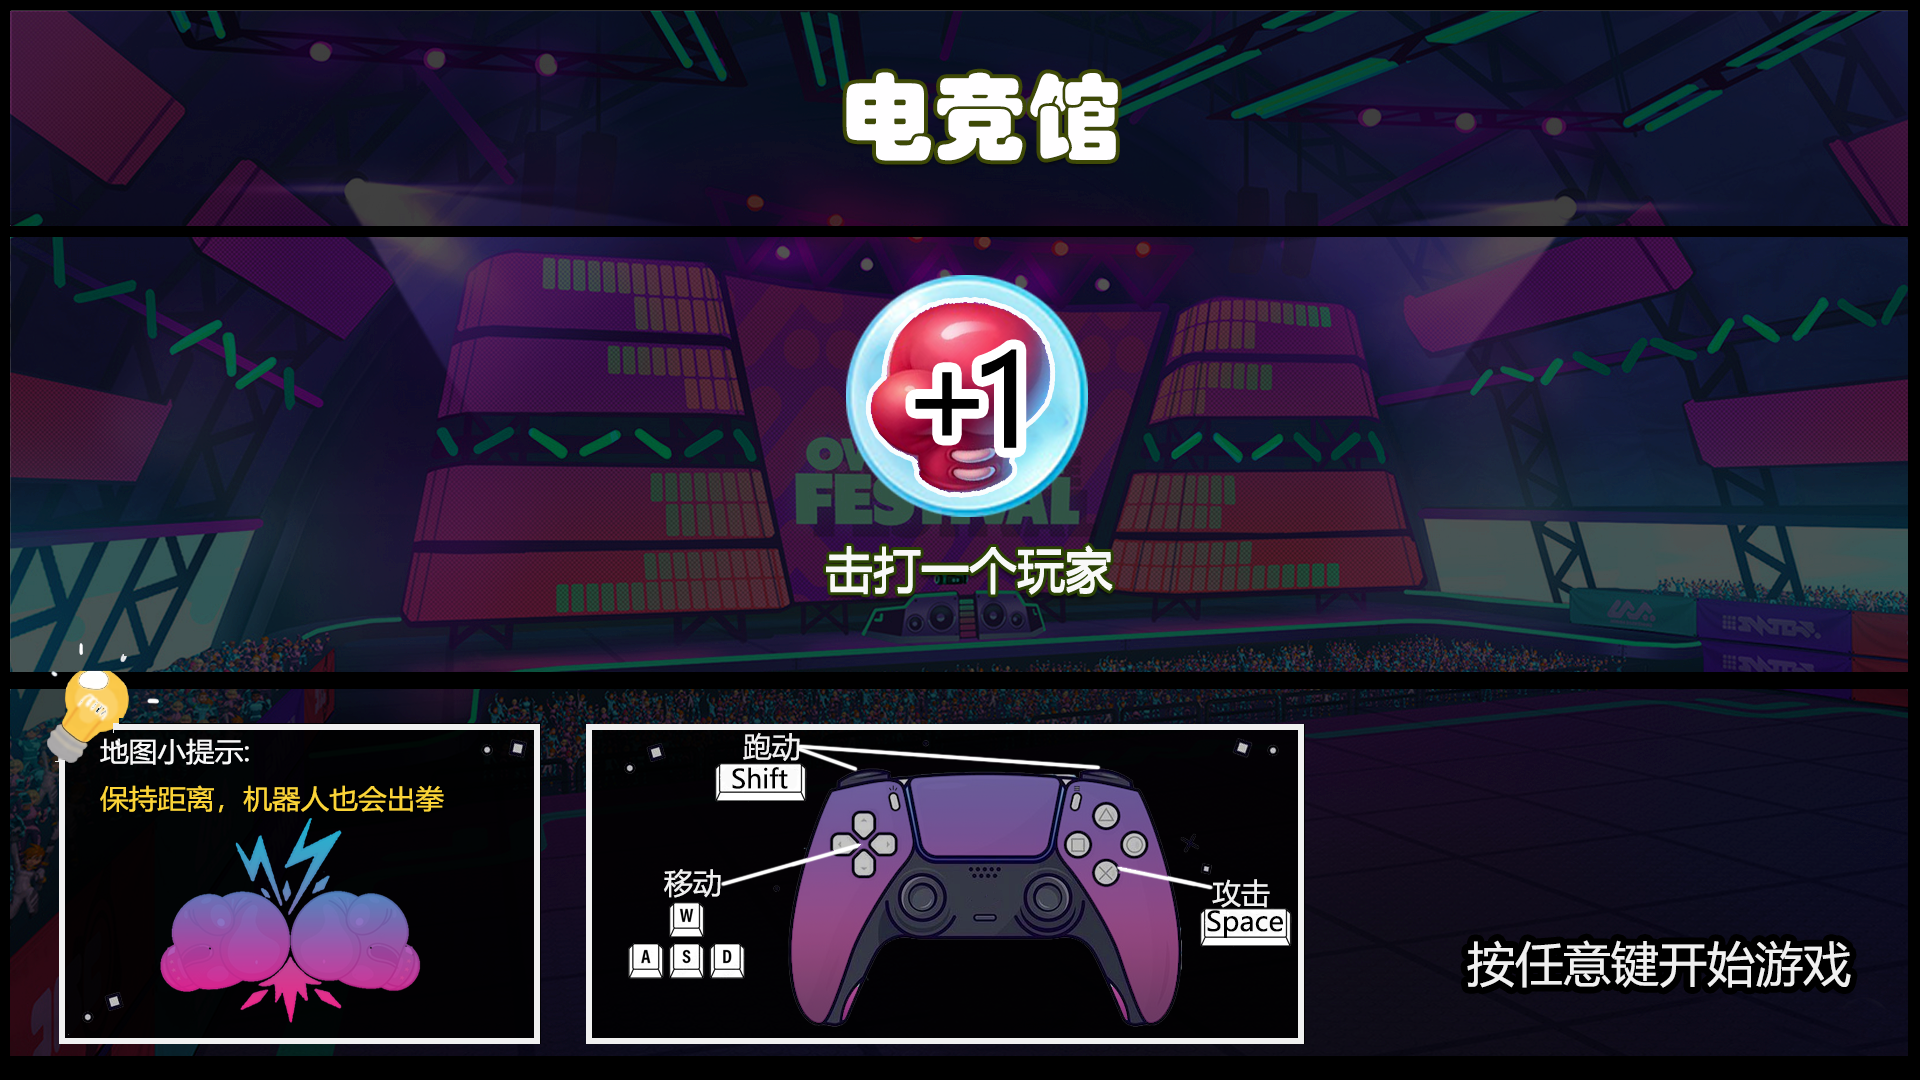 电竞馆
+1
FESTIVAL
击打一个玩家
地图小提示:
保持距离，机器人也会出拳
跑动
Shift
移动
W
A S D
攻击
Space
按任意键开始游戏